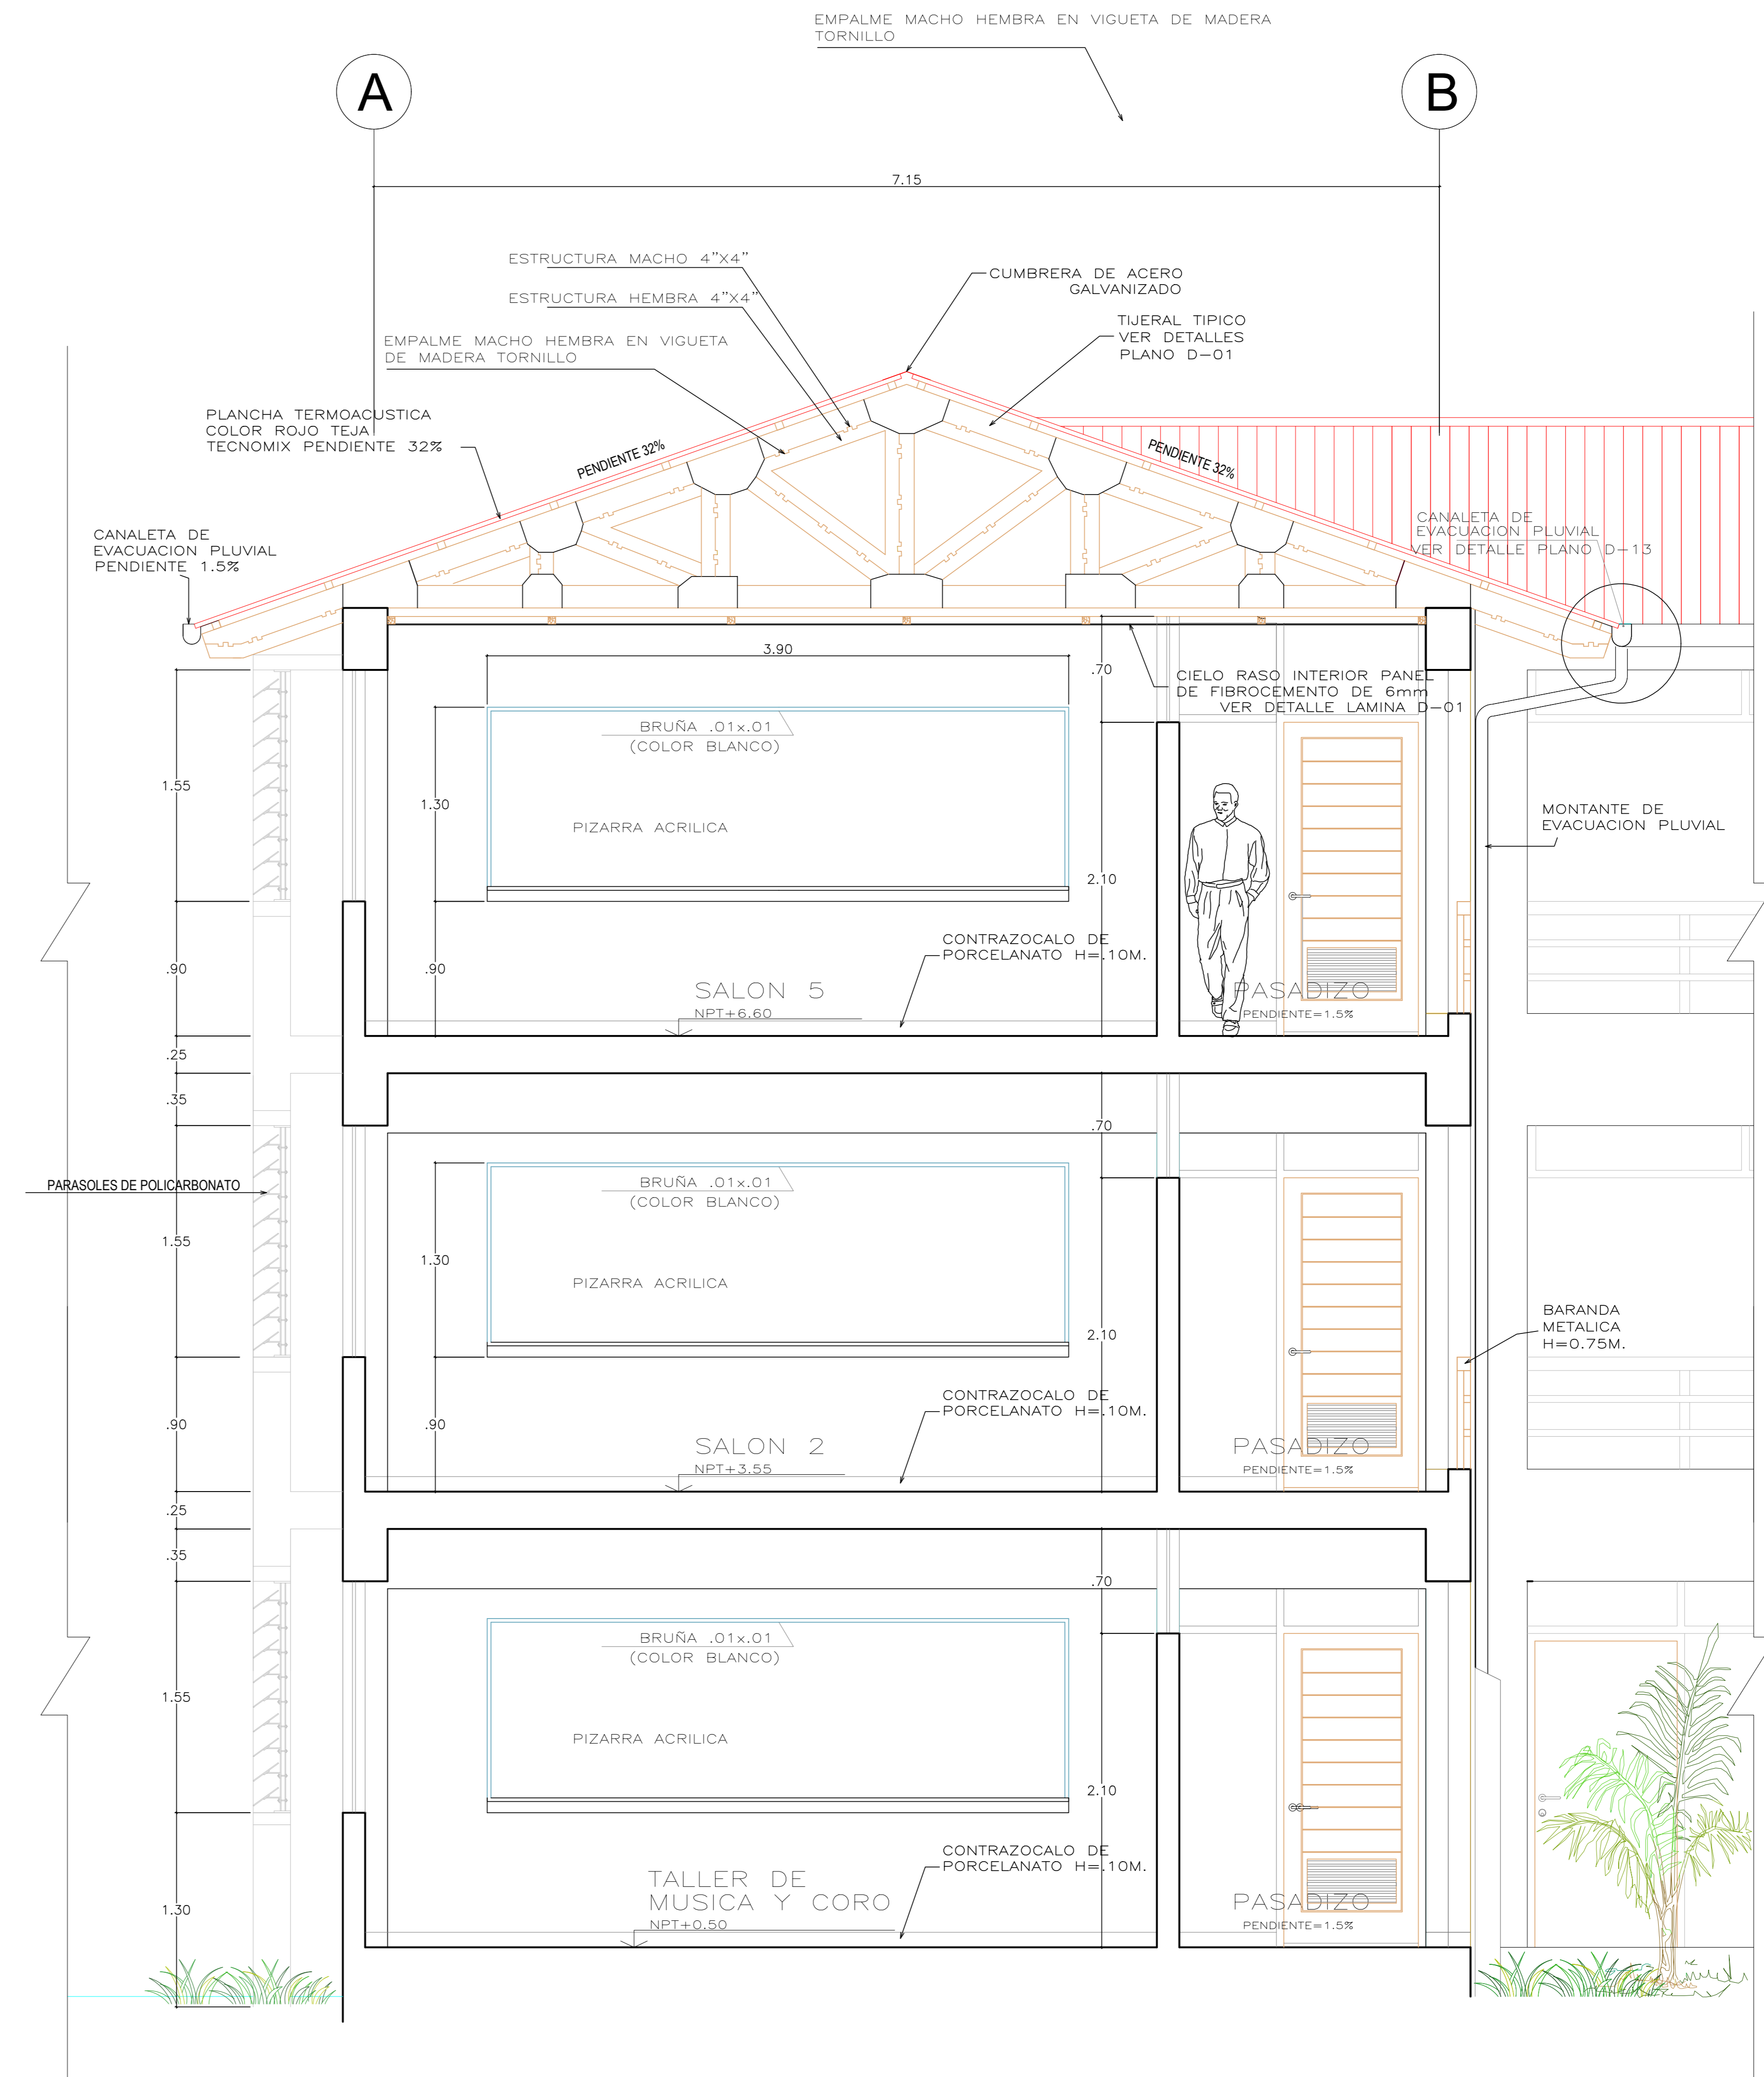 EMPALME MACHO HEMBRA EN VIGUETA DE MADERA
TORNILLO
A
B
7.15
ESTRUCTURA MACHO 4"X4"
ESTRUCTURA HEMBRA 4"X4"
EMPALME MACHO HEMBRA EN VIGUETA
DE MADERA TORNILLO
CUMBRERA DE ACERO
GALVANIZADO
TIJERAL TIPICO
VER DETALLES
PLANO D-01
PLANCHA TERMOACUSTICA
COLOR ROJO TEJA
TECNOMIX PENDIENTE 32%
PENDIENTE 32%
PENDIENTE 32%
CANALETA DE
EVACUACION PLUVIAL
PENDIENTE 1.5%
CANALETA DE
EVACUACION PLUVIAL
VER DETALLE PLANO D-13
3.90
.70
CIELO RASO INTERIOR PANEL
DE FIBROCEMENTO DE 6mm
VER DETALLE LAMINA D-01
BRUÑA .01x.01
(COLOR BLANCO)
1.55
1.30
PIZARRA ACRILICA
MONTANTE DE
EVACUACION PLUVIAL
2.10
CONTRAZOCALO DE
PORCELANATO H=.10M.
.90
.90
SALON 5
NPT+6.60
PASADIZO
PENDIENTE=1.5%
.25
.35
.70
PARASOLES DE POLICARBONATO
BRUÑA .01x.01
(COLOR BLANCO)
1.55
1.30
PIZARRA ACRILICA
2.10
BARANDA
METALICA
H=0.75M.
CONTRAZOCALO DE
PORCELANATO H=.10M.
.90
.90
SALON 2
NPT+3.55
PASADIZO
PENDIENTE=1.5%
.25
.35
.70
BRUÑA .01x.01
(COLOR BLANCO)
1.55
PIZARRA ACRILICA
2.10
CONTRAZOCALO DE
PORCELANATO H=.10M.
1.30
TALLER DE
MUSICA Y CORO
NPT+0.50
PASADIZO
PENDIENTE=1.5%